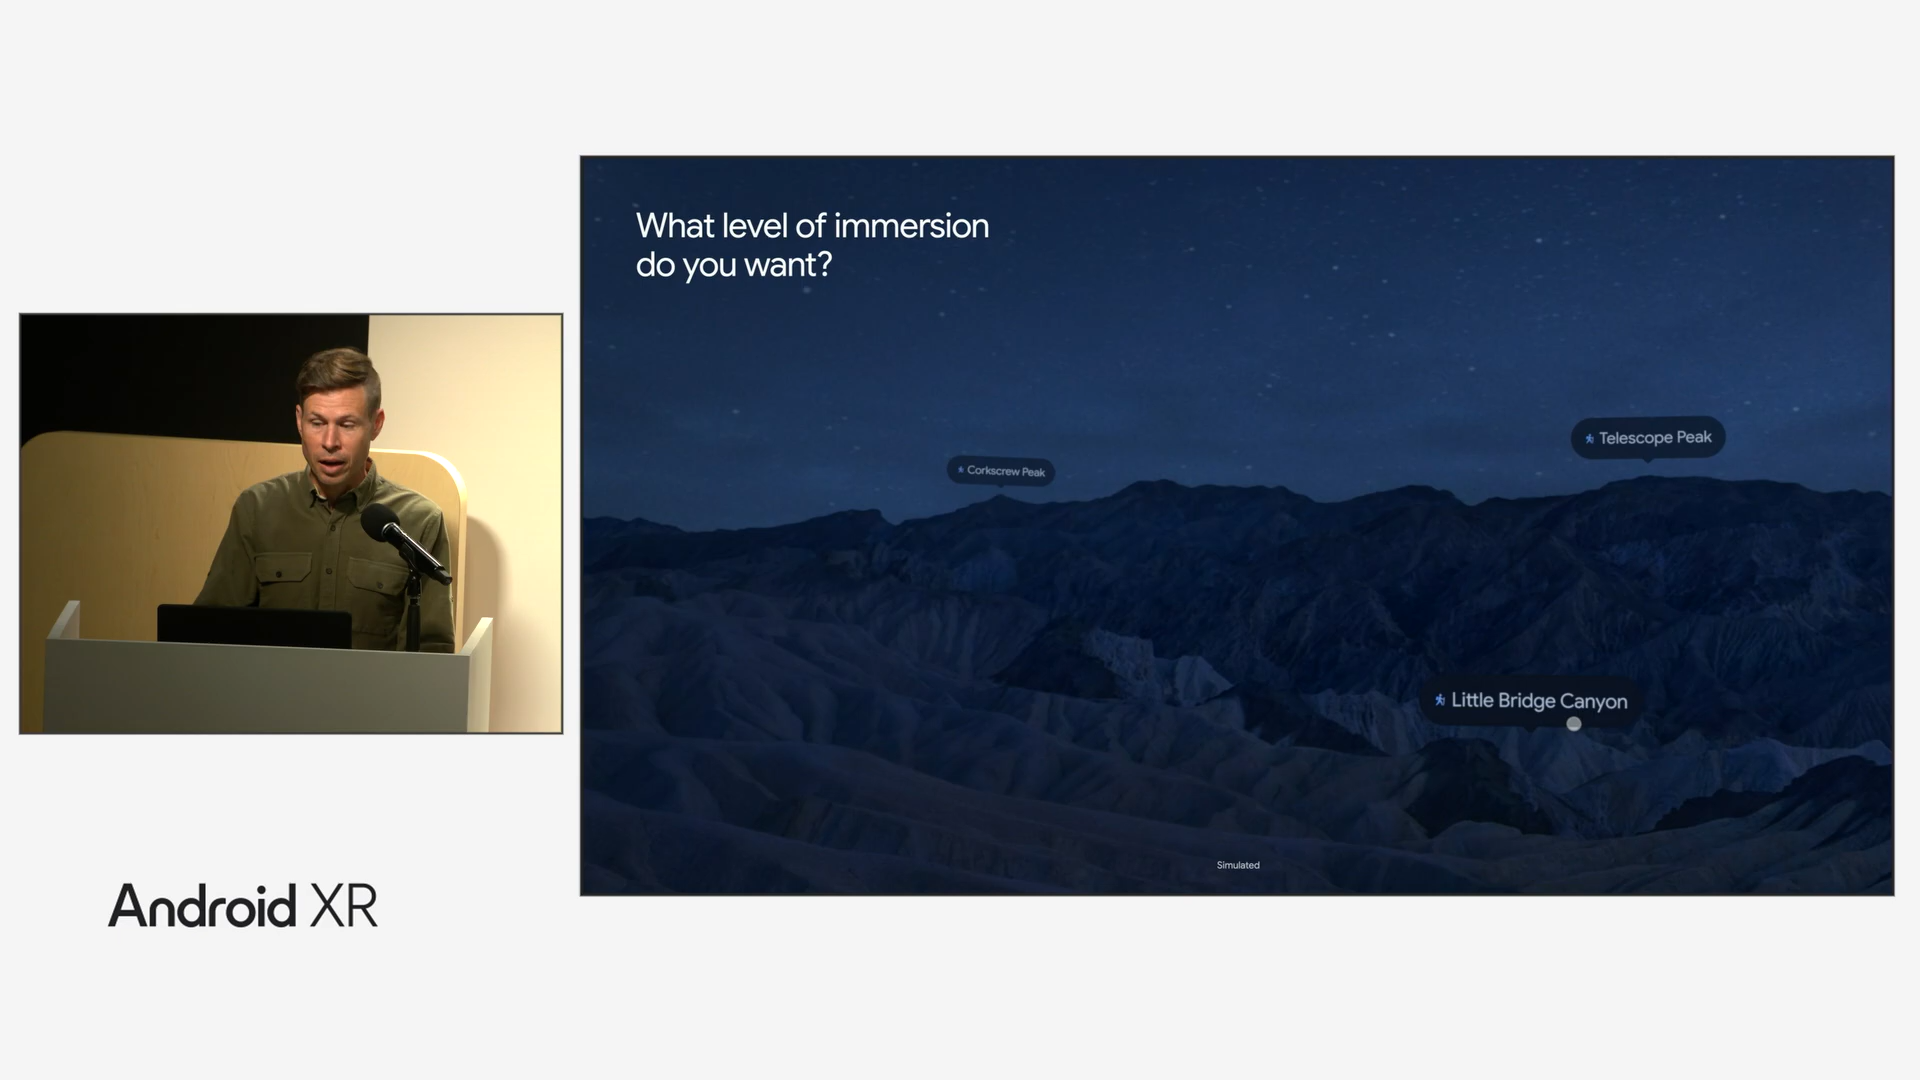 What level of immersion
do you want?
Corkscrew Peak
Telescope Peak
Little Bridge Canyon
Simulated
Android XR